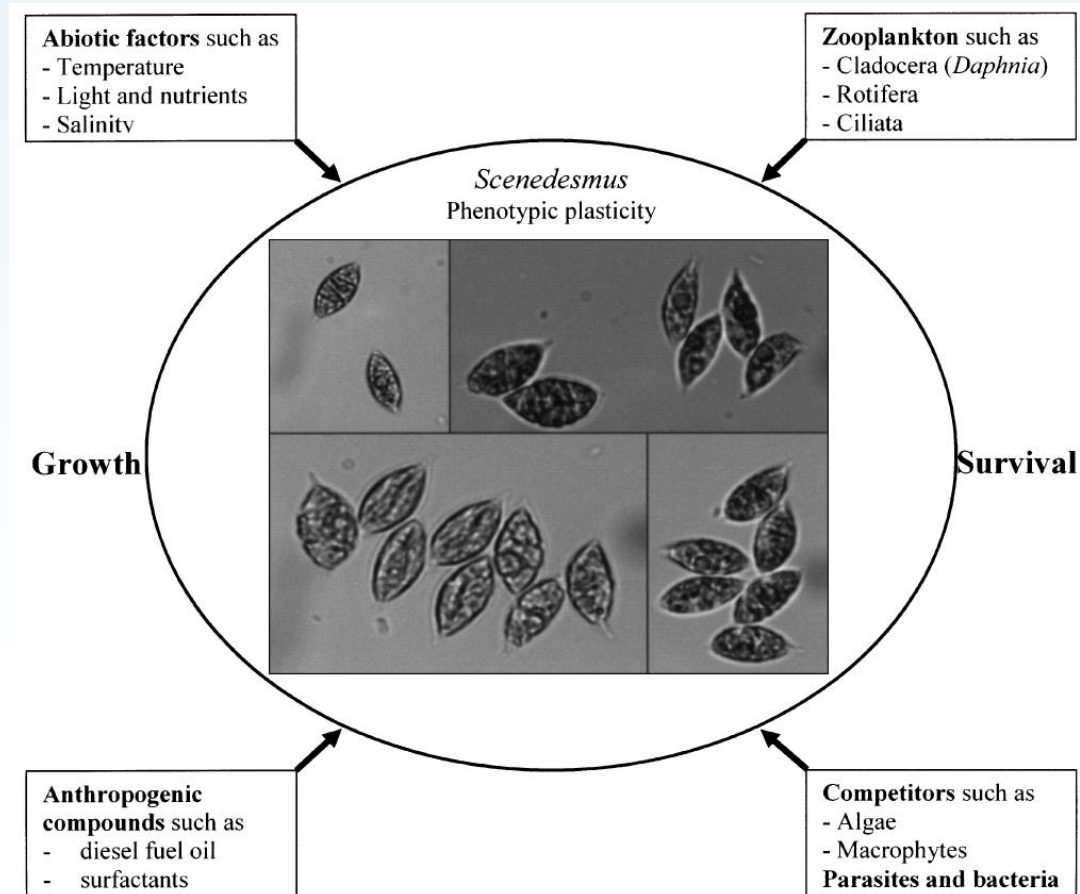 Abiotic factors such as
- Temperature
- Light and nutrients
- Salinity
Zooplankton such as
- Cladocera (Daphnia)
- Rotifera
- Ciliata
Scenedesmus
Phenotypic plasticity
Growth
Survival
Anthropogenic
compounds such as
- diesel fuel oil
- surfactants
Competitors such as
- Algae
- Macrophytes
Parasites and bacteria